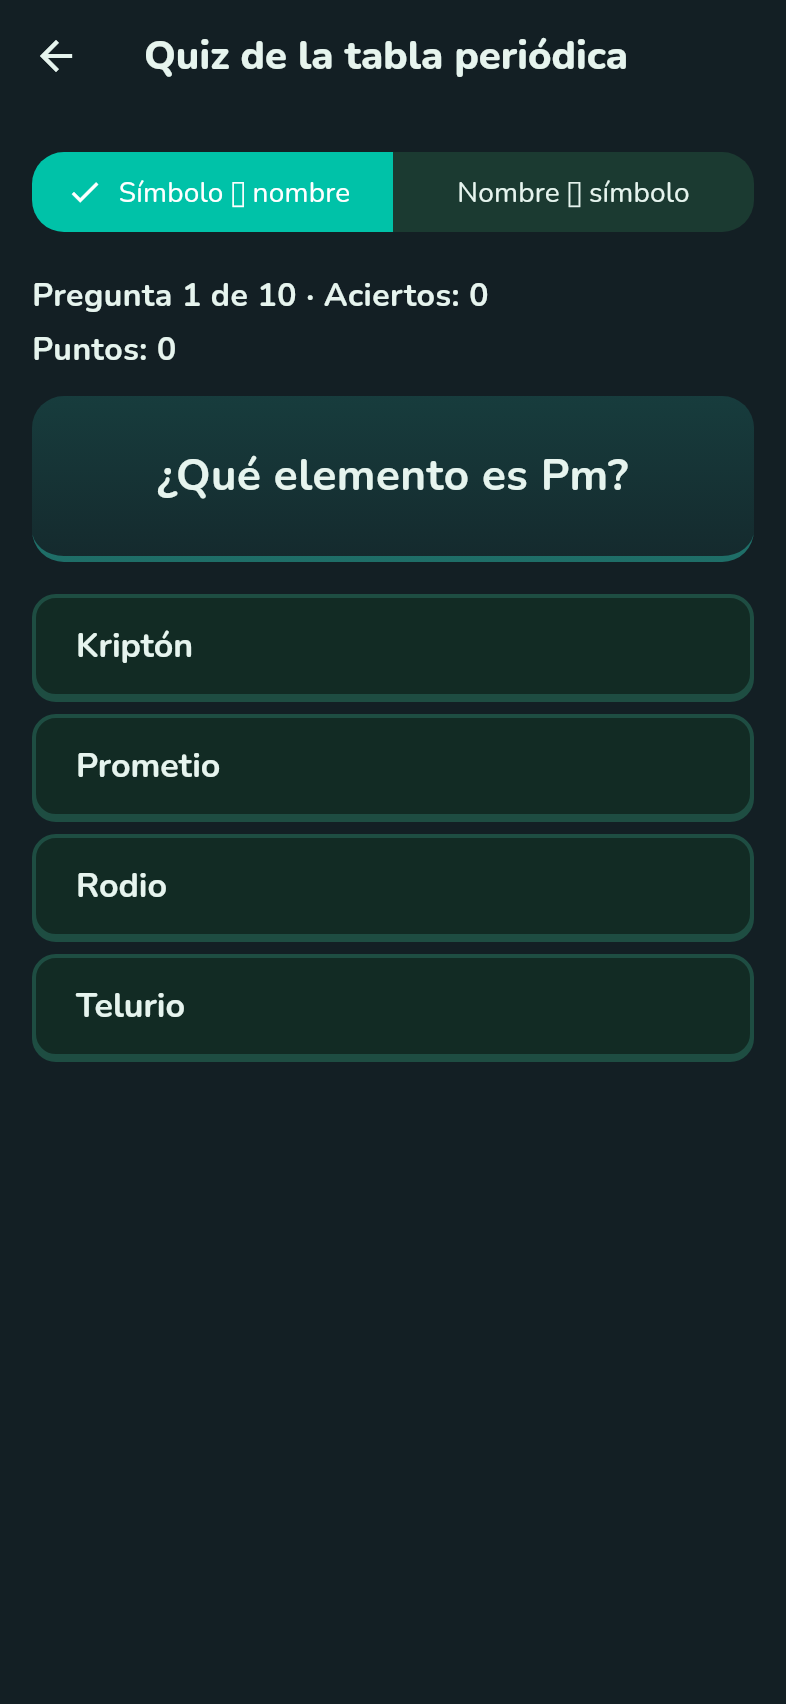 Quiz de la tabla periódica
Símbolo ▯ nombre
Nombre ▯ símbolo
Pregunta 1 de 10 · Aciertos: 0
Puntos: 0
¿Qué elemento es Pm?
Kriptón
Prometio
Rodio
Telurio